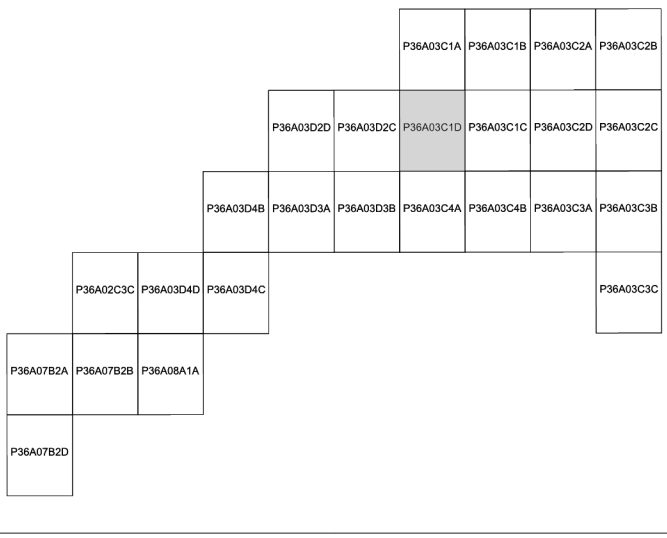 P36A03C1A P36A03C1B P36A03C2A P36A03C2B
P36A03D2D P36A03D2C P36A03C1D P36A03C1C P36A03C2D P36A03C2C
P36A03D4B P36A03D3A P36A03D3B P36A03C4A P36A03C4B P36A03C3A P36A03C3B
P36A02C3C P36A03D4D P36A03D4C P36A03C3C
P36A07B2A P36A07B2B P36A08A1A
P36A07B2D